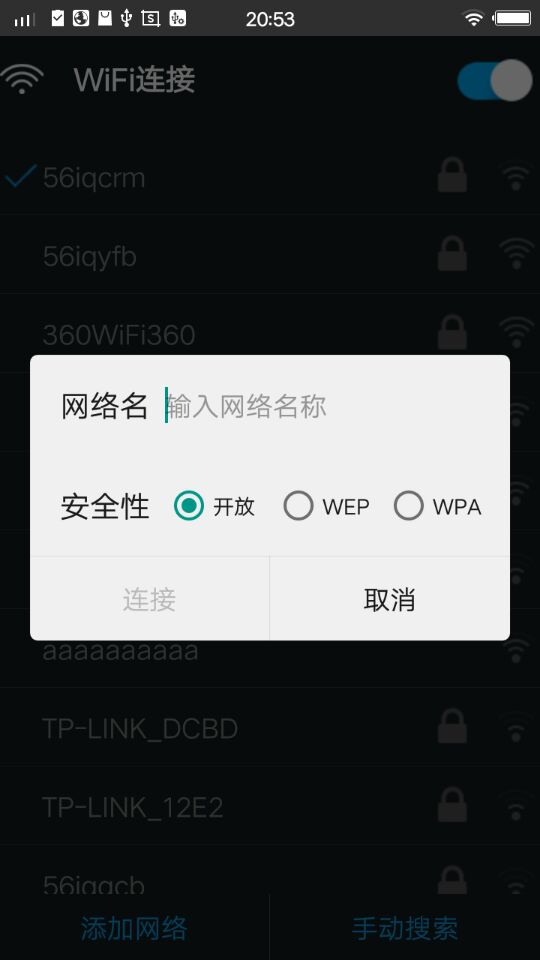 20:53
WiFi连接
56iqcrm
56iqyfb
360WiFi360
网络名 输入网络名称
安全性 开放 WEP WPA
连接 取消
aaaaaaaaaa
TP-LINK_DCBD
TP-LINK_12E2
56iqqcb
添加网络 手动搜索